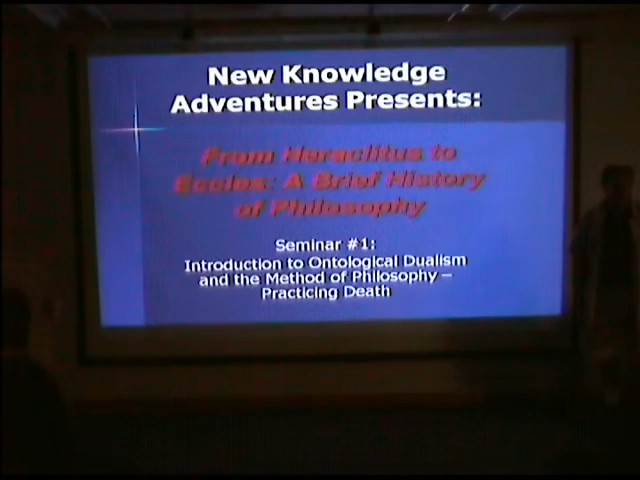 New Knowledge
Adventures Presents:
From Heraclitus to
Eccles: A Brief History
of Philosophy
Seminar #1:
Introduction to Ontological Dualism
and the Method of Philosophy –
Practicing Death